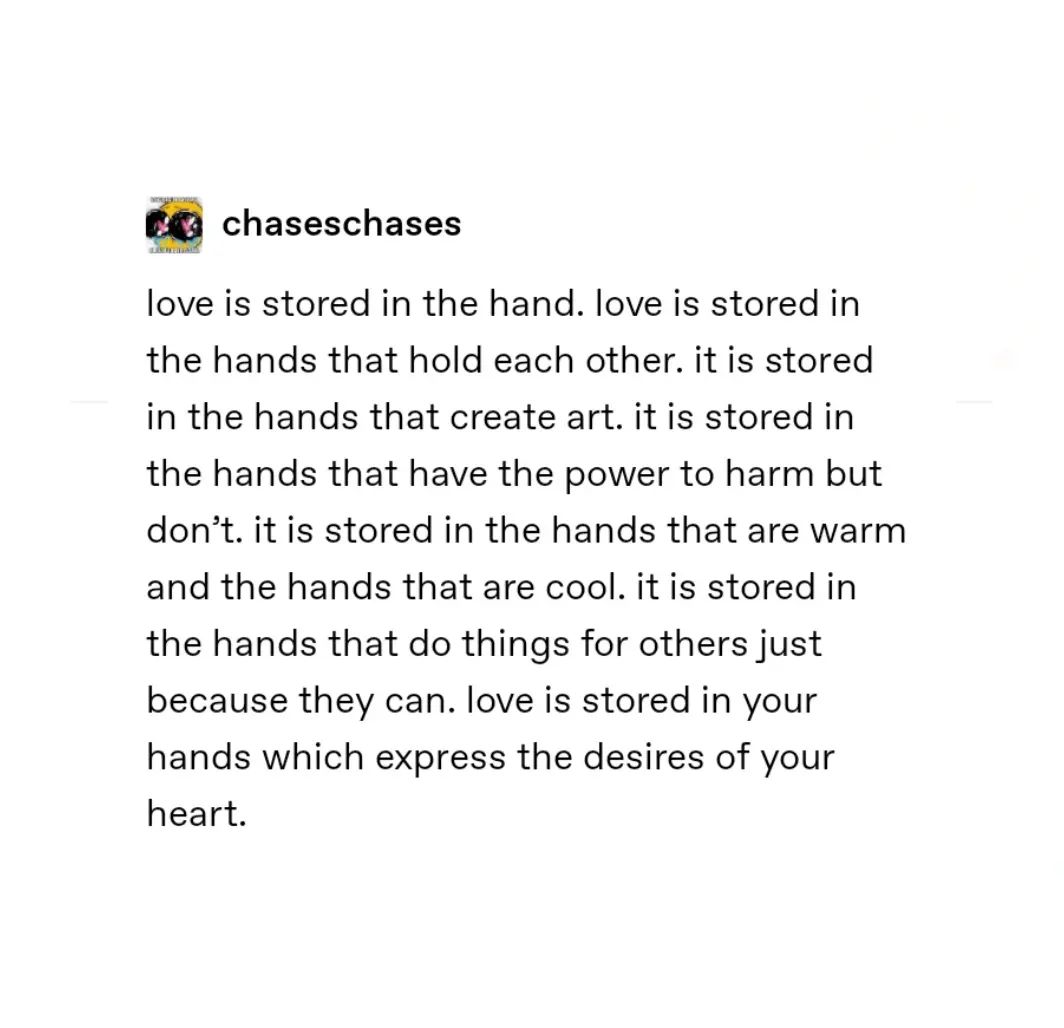 chaseschases
love is stored in the hand. love is stored in
the hands that hold each other. it is stored
in the hands that create art. it is stored in
the hands that have the power to harm but
don’t. it is stored in the hands that are warm
and the hands that are cool. it is stored in
the hands that do things for others just
because they can. love is stored in your
hands which express the desires of your
heart.